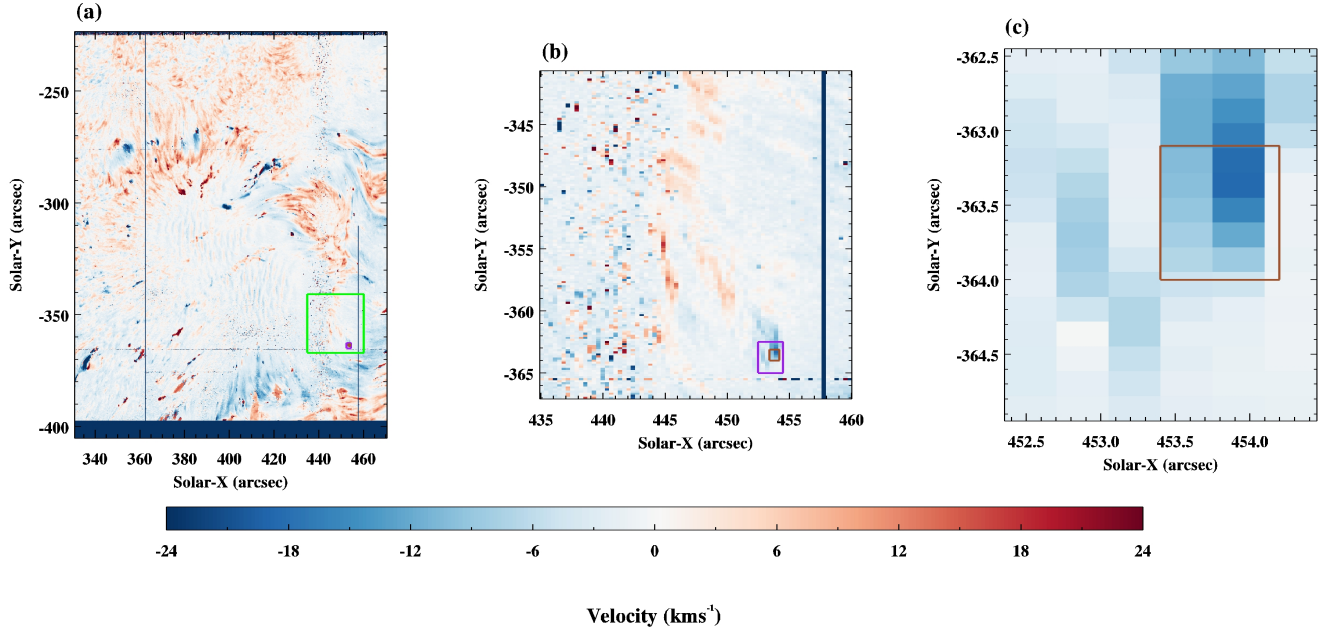 (a)
(b)
(c)
-250
-300
-350
-400
Solar-Y (arcsec)
340 360 380 400 420 440 460
Solar-X (arcsec)
-345
-350
-355
-360
-365
Solar-Y (arcsec)
435 440 445 450 455 460
Solar-X (arcsec)
-362.5
-363.0
-363.5
-364.0
-364.5
Solar-Y (arcsec)
452.5 453.0 453.5 454.0
Solar-X (arcsec)
-24 -18 -12 -6 0 6 12 18 24
Velocity (kms⁻¹)